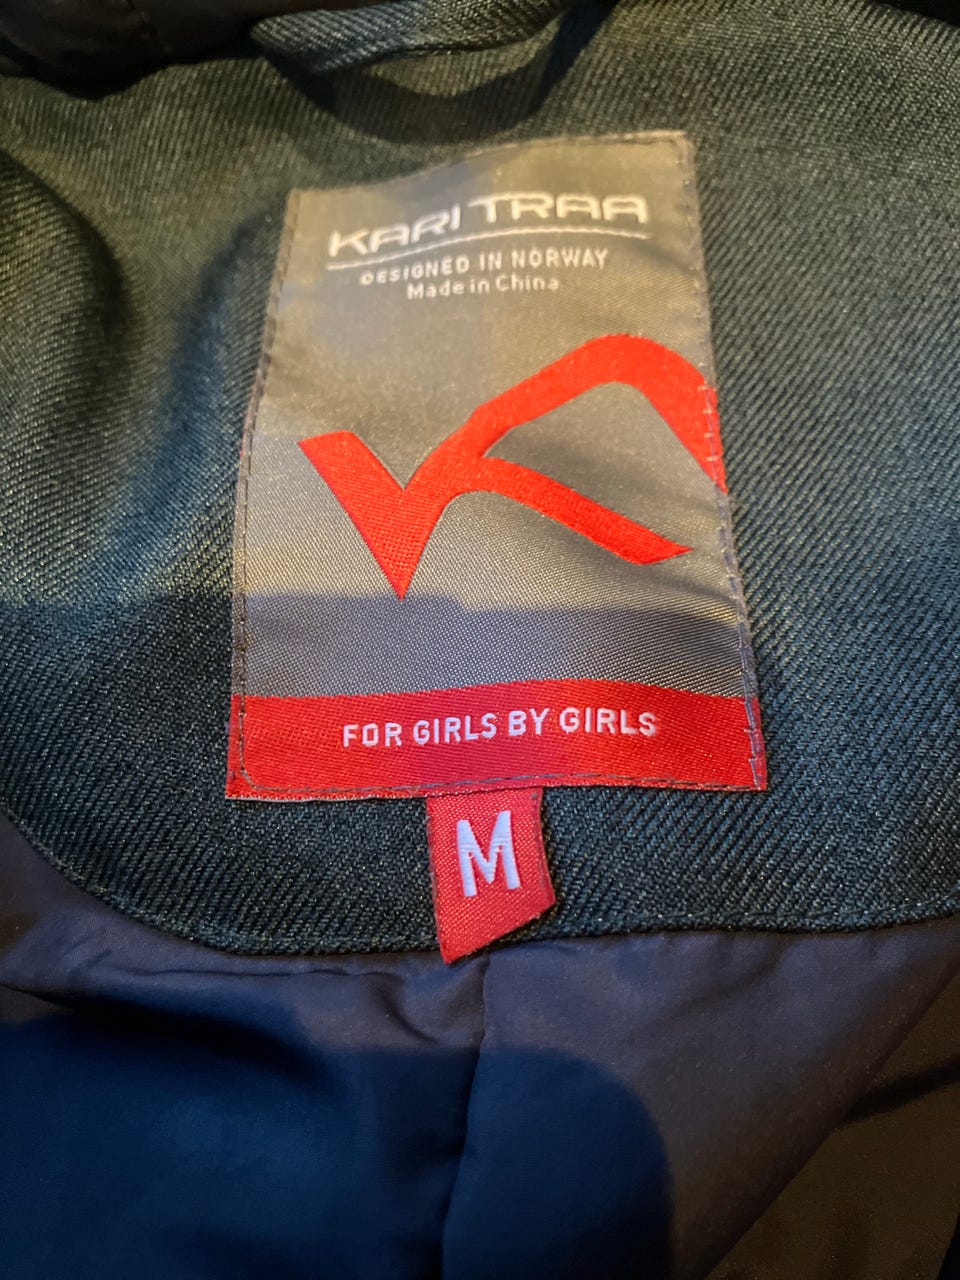 KARI TRAA
DESIGNED IN NORWAY
Made in China
FOR GIRLS BY GIRLS
M